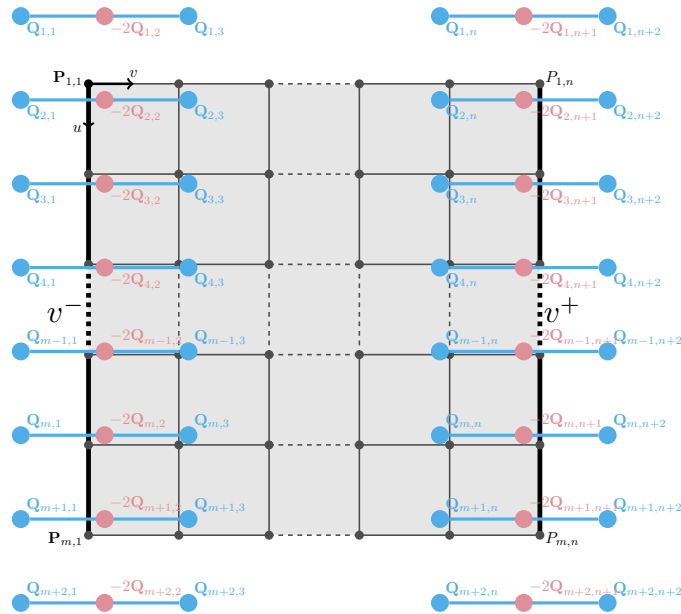 Q1,1 −2Q1,2 Q1,3 Q1,n −2Q1,n+1 Q1,n+2
P1,1 v P1,n
Q2,1 −2Q2,2 Q2,3 Q2,n −2Q2,n+1 Q2,n+2
u
Q3,1 −2Q3,2 Q3,3 Q3,n −2Q3,n+1 Q3,n+2
Q4,1 −2Q4,2 Q4,3 Q4,n −2Q4,n+1 Q4,n+2
v− v+
Qm−1,1 −2Qm−1,2 Qm−1,3 Qm−1,n −2Qm−1,n+1 Qm−1,n+2
Qm,1 −2Qm,2 Qm,3 Qm,n −2Qm,n+1 Qm,n+2
Qm+1,1 −2Qm+1,2 Qm+1,3 Qm+1,n −2Qm+1,n+1 Qm+1,n+2
Pm,1 Pm,n
Qm+2,1 −2Qm+2,2 Qm+2,3 Qm+2,n −2Qm+2,n+1 Qm+2,n+2